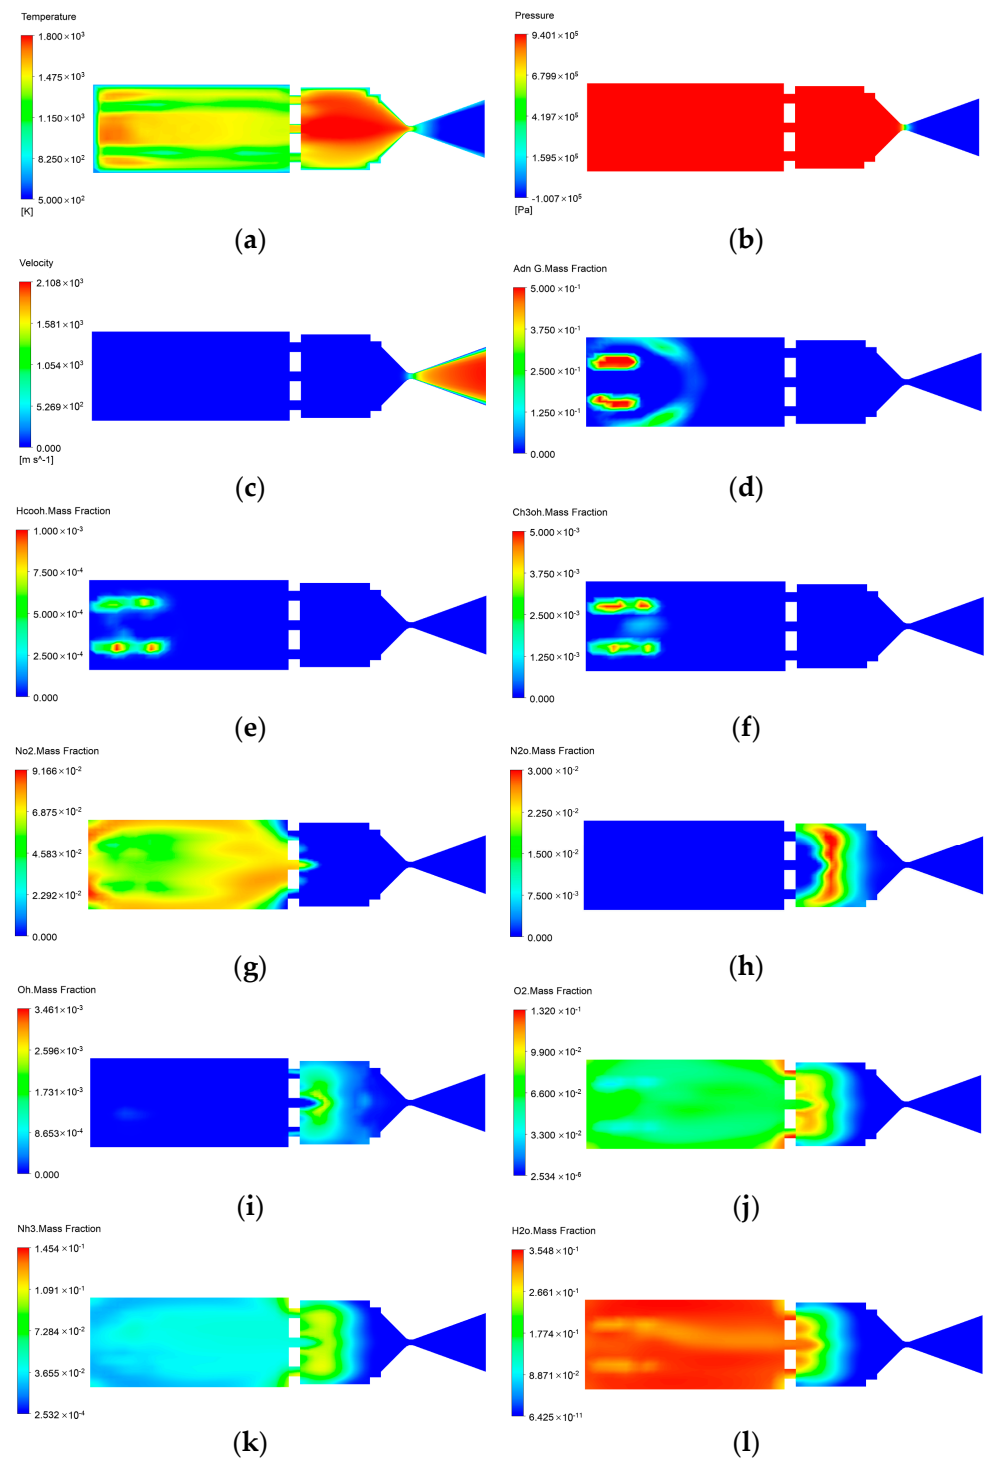 Temperature
1.800×10³
1.475×10³
1.150×10³
8.250×10²
5.000×10²
[K]
(a)
Pressure
9.401×10⁵
6.799×10⁵
4.197×10⁵
1.595×10⁵
-1.007×10⁵
[Pa]
(b)
Velocity
2.108×10³
1.581×10³
1.054×10³
5.269×10²
0.000
[m s^-1]
(c)
Adn G.Mass Fraction
5.000×10⁻¹
3.750×10⁻¹
2.500×10⁻¹
1.250×10⁻¹
0.000
(d)
Hcooh.Mass Fraction
1.000×10⁻³
7.500×10⁻⁴
5.000×10⁻⁴
2.500×10⁻⁴
0.000
(e)
Ch3oh.Mass Fraction
5.000×10⁻³
3.750×10⁻³
2.500×10⁻³
1.250×10⁻³
0.000
(f)
No2.Mass Fraction
9.166×10⁻²
6.875×10⁻²
4.583×10⁻²
2.292×10⁻²
0.000
(g)
N2o.Mass Fraction
3.000×10⁻²
2.250×10⁻²
1.500×10⁻²
7.500×10⁻³
0.000
(h)
Oh.Mass Fraction
3.461×10⁻³
2.596×10⁻³
1.731×10⁻³
8.653×10⁻⁴
0.000
(i)
O2.Mass Fraction
1.320×10⁻¹
9.900×10⁻²
6.600×10⁻²
3.300×10⁻²
2.534×10⁻⁶
(j)
Nh3.Mass Fraction
1.454×10⁻¹
1.091×10⁻¹
7.284×10⁻²
3.655×10⁻²
2.532×10⁻⁴
(k)
H2o.Mass Fraction
3.548×10⁻¹
2.661×10⁻¹
1.774×10⁻¹
8.871×10⁻²
6.425×10⁻¹¹
(l)